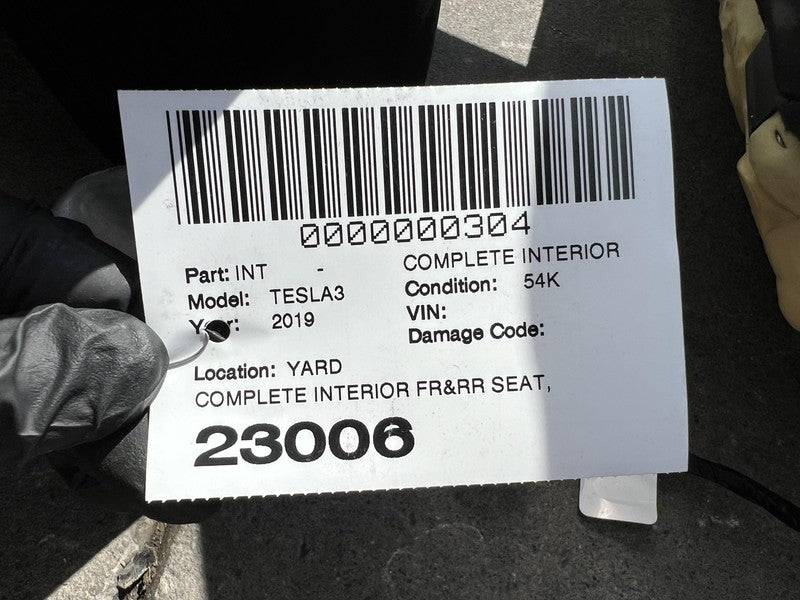 0000000304
Part: INT - COMPLETE INTERIOR
Model: TESLA3 Condition: 54K
Year: 2019 VIN:
Damage Code:
Location: YARD
COMPLETE INTERIOR FR&RR SEAT,
23006